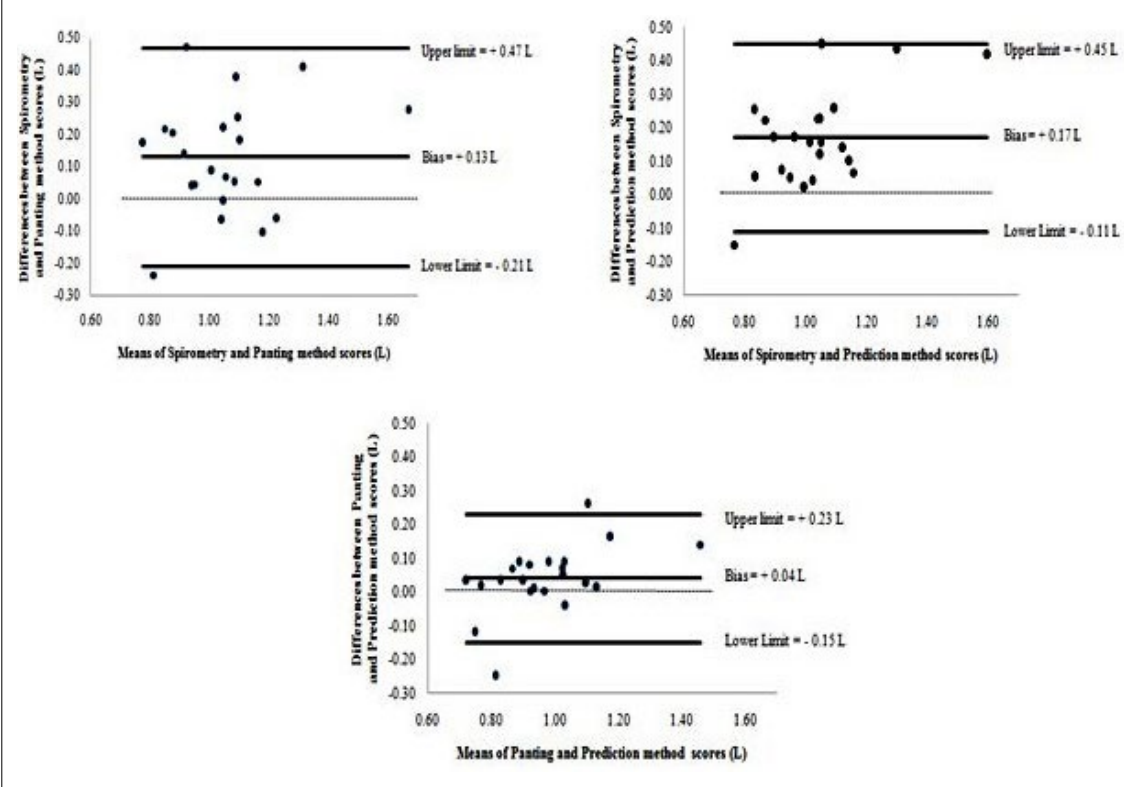 Differences between Spirometry
and Panting method scores (L)
0.50
0.40
0.30
0.20
0.10
0.00
-0.10
-0.20
-0.30
Upper limit = + 0.47 L
Bias = + 0.13 L
Lower Limit = - 0.21 L
0.60 0.80 1.00 1.20 1.40 1.60
Means of Spirometry and Panting method scores (L)
Differences between Spirometry
and Prediction method scores (L)
0.50
0.40
0.30
0.20
0.10
0.00
-0.10
-0.20
-0.30
Upper limit = + 0.45 L
Bias = + 0.17 L
Lower Limit = - 0.11 L
0.60 0.80 1.00 1.20 1.40 1.60
Means of Spirometry and Prediction method scores (L)
Differences between Panting
and Prediction method scores (L)
0.50
0.40
0.30
0.20
0.10
0.00
-0.10
-0.20
-0.30
Upper limit = + 0.23 L
Bias = + 0.04 L
Lower Limit = - 0.15 L
0.60 0.80 1.00 1.20 1.40 1.60
Means of Panting and Prediction method scores (L)